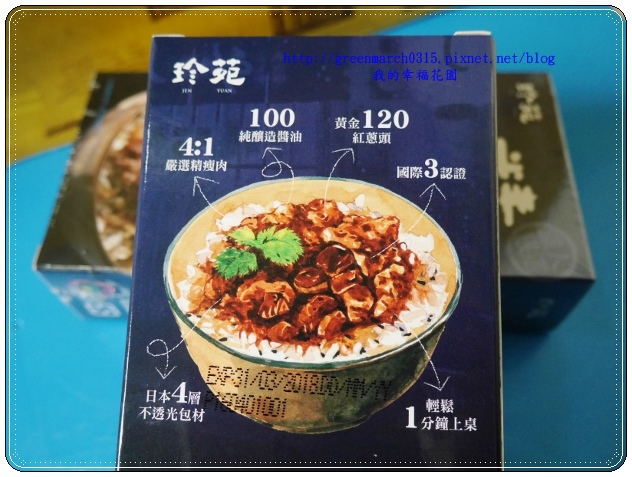 http://greenmarch0315.pixnet.net/blog
我的幸福花園
珍苑
JEN YUAN
100
純釀造醬油
黃金120
紅蔥頭
4:1
嚴選精瘦肉
國際3認證
日本4層
不透光包材
輕鬆
1分鐘上桌
珍苑